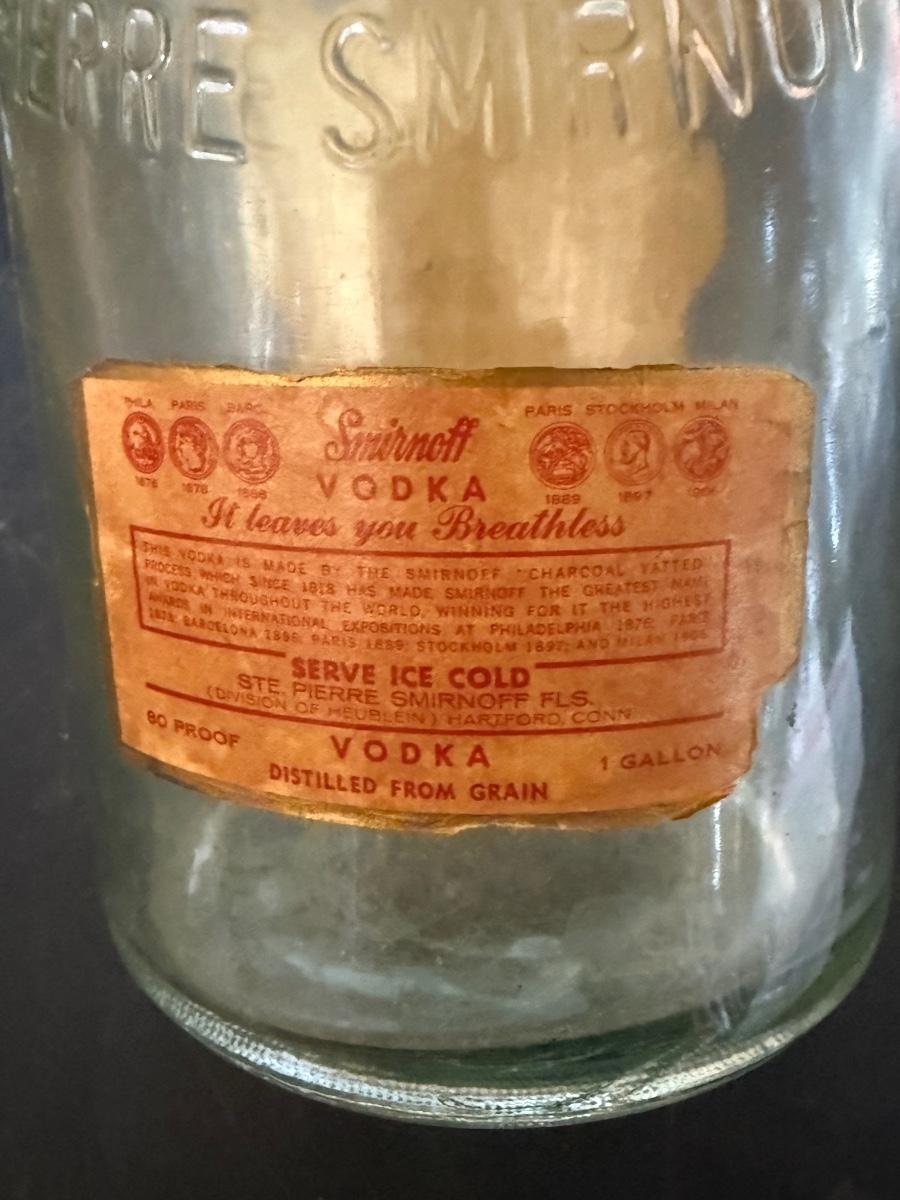 ERRE SMIRNOF
PHILA PARIS BARC.
PARIS STOCKHOLM MILAN
Smirnoff
VODKA
1876 1878 1888
1889 1897 1906
It leaves you Breathless
THIS VODKA IS MADE BY THE SMIRNOFF "CHARCOAL VATTED"
PROCESS WHICH SINCE 1818 HAS MADE SMIRNOFF THE GREATEST NAME
IN VODKA THROUGHOUT THE WORLD, WINNING FOR IT THE HIGHEST
AWARDS IN INTERNATIONAL EXPOSITIONS AT PHILADELPHIA 1876; PARIS
1878; BARCELONA 1888; PARIS 1889; STOCKHOLM 1897; AND MILAN 1906
SERVE ICE COLD
STE. PIERRE SMIRNOFF FLS.
(DIVISION OF HEUBLEIN) HARTFORD, CONN.
80 PROOF
VODKA
1 GALLON
DISTILLED FROM GRAIN